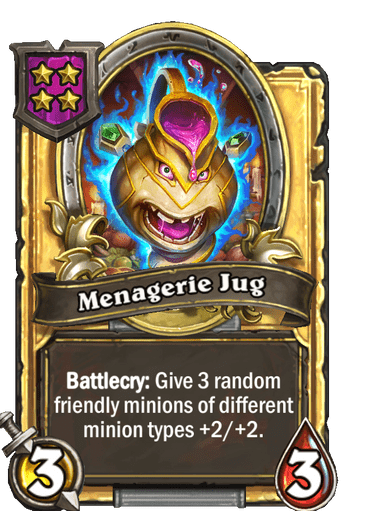 Menagerie Jug
Battlecry: Give 3 random
friendly minions of different
minion types +2/+2.
3
3